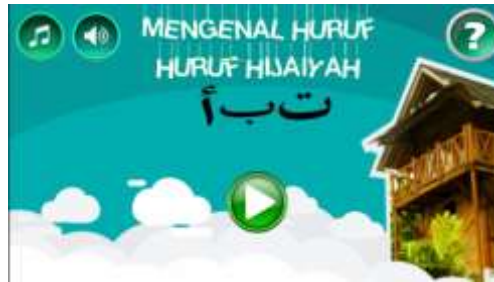 MENGENAL HURUF
HURUF HIJAIYAH
ت ب أ
?